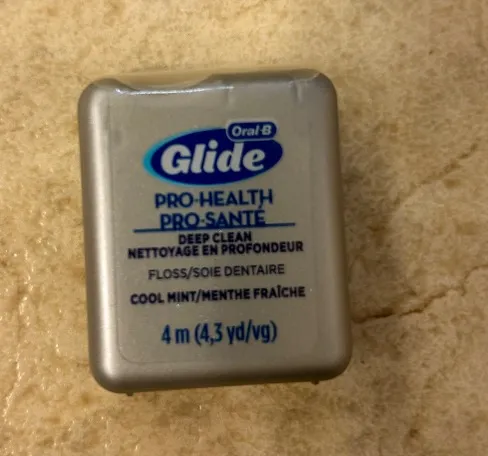 Oral-B
Glide
PRO-HEALTH
PRO-SANTÉ
DEEP CLEAN
NETTOYAGE EN PROFONDEUR
FLOSS/SOIE DENTAIRE
COOL MINT/MENTHE FRAÎCHE
4 m (4,3 yd/vg)